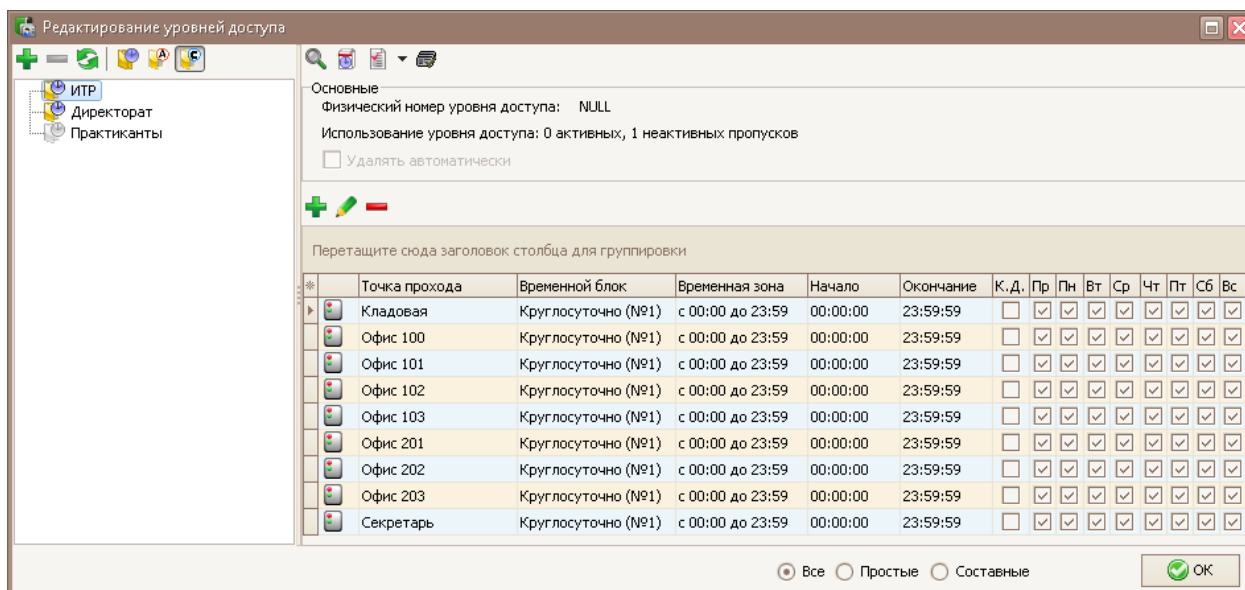 Редактирование уровней доступа
ИТР
Директорат
Практиканты
Основные
Физический номер уровня доступа: NULL
Использование уровня доступа: 0 активных, 1 неактивных пропусков
Удалять автоматически
Перетащите сюда заголовок столбца для группировки
Точка прохода Временной блок Временная зона Начало Окончание К.Д. Пр Пн Вт Ср Чт Пт Сб Вс
Кладовая Круглосуточно (№1) с 00:00 до 23:59 00:00:00 23:59:59
Офис 100 Круглосуточно (№1) с 00:00 до 23:59 00:00:00 23:59:59
Офис 101 Круглосуточно (№1) с 00:00 до 23:59 00:00:00 23:59:59
Офис 102 Круглосуточно (№1) с 00:00 до 23:59 00:00:00 23:59:59
Офис 103 Круглосуточно (№1) с 00:00 до 23:59 00:00:00 23:59:59
Офис 201 Круглосуточно (№1) с 00:00 до 23:59 00:00:00 23:59:59
Офис 202 Круглосуточно (№1) с 00:00 до 23:59 00:00:00 23:59:59
Офис 203 Круглосуточно (№1) с 00:00 до 23:59 00:00:00 23:59:59
Секретарь Круглосуточно (№1) с 00:00 до 23:59 00:00:00 23:59:59
Все Простые Составные ОК